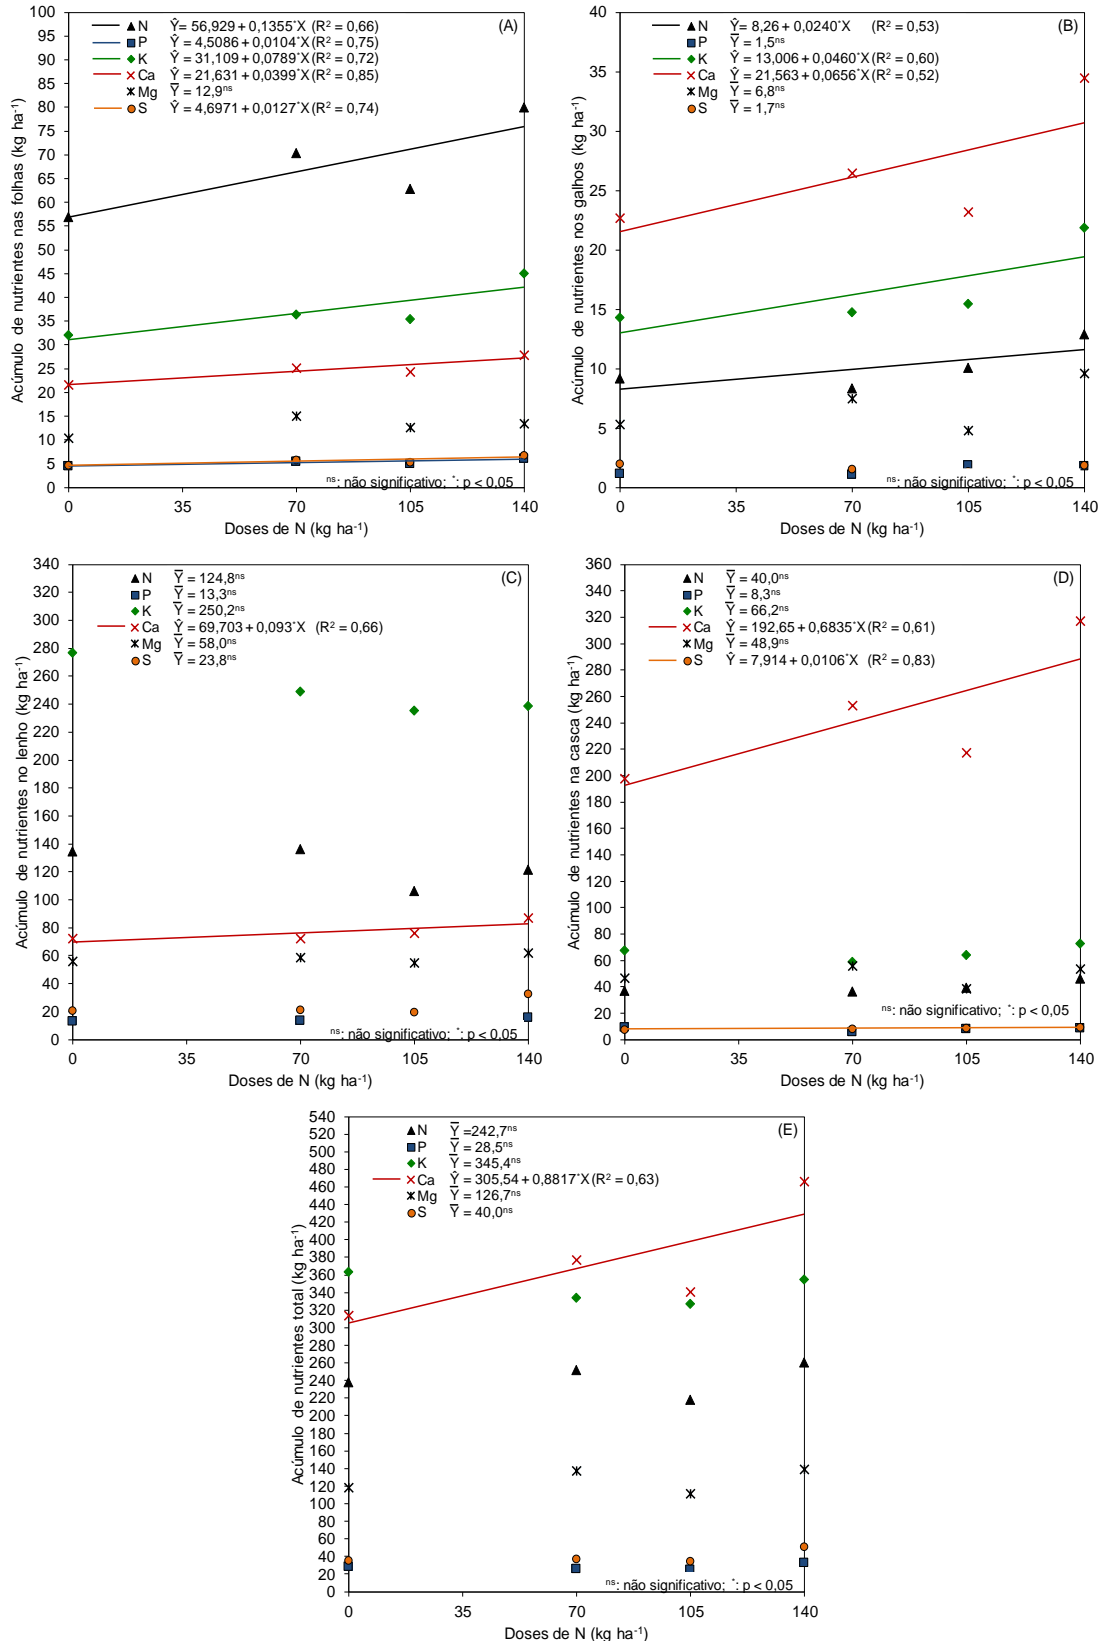 (A)
N Ŷ= 56,929 + 0,1355*X (R² = 0,66)
P Ŷ = 4,5086 + 0,0104*X (R² = 0,75)
K Ŷ = 31,109 + 0,0789*X (R² = 0,72)
Ca Ŷ = 21,631 + 0,0399*X (R² = 0,85)
Mg Y̅ = 12,9ns
S Ŷ = 4,6971 + 0,0127*X (R² = 0,74)
Acúmulo de nutrientes nas folhas (kg ha-1)
100
95
90
85
80
75
70
65
60
55
50
45
40
35
30
25
20
15
10
5
0
ns: não significativo; *: p < 0,05
0 35 70 105 140
Doses de N (kg ha-1)
(B)
N Ŷ = 8,26 + 0,0240*X (R² = 0,53)
P Y̅ = 1,5ns
K Ŷ = 13,006 + 0,0460*X (R² = 0,60)
Ca Ŷ = 21,563 + 0,0656*X (R² = 0,52)
Mg Y̅ = 6,8ns
S Y̅ = 1,7ns
Acúmulo de nutrientes nos galhos (kg ha-1)
40
35
30
25
20
15
10
5
0
ns: não significativo; *: p < 0,05
0 35 70 105 140
Doses de N (kg ha-1)
(C)
N Y̅ = 124,8ns
P Y̅ = 13,3ns
K Y̅ = 250,2ns
Ca Ŷ = 69,703 + 0,093*X (R² = 0,66)
Mg Y̅ = 58,0ns
S Y̅ = 23,8ns
Acúmulo de nutrientes no lenho (kg ha-1)
340
320
300
280
260
240
220
200
180
160
140
120
100
80
60
40
20
0
ns: não significativo; *: p < 0,05
0 35 70 105 140
Doses de N (kg ha-1)
(D)
N Y̅ = 40,0ns
P Y̅ = 8,3ns
K Y̅ = 66,2ns
Ca Ŷ = 192,65 + 0,6835*X (R² = 0,61)
Mg Y̅ = 48,9ns
S Ŷ = 7,914 + 0,0106*X (R² = 0,83)
Acúmulo de nutrientes na casca (kg ha-1)
360
340
320
300
280
260
240
220
200
180
160
140
120
100
80
60
40
20
0
ns: não significativo; *: p < 0,05
0 35 70 105 140
Doses de N (kg ha-1)
(E)
N Y̅ =242,7ns
P Y̅ = 28,5ns
K Y̅ = 345,4ns
Ca Ŷ = 305,54 + 0,8817*X (R² = 0,63)
Mg Y̅ = 126,7ns
S Y̅ = 40,0ns
Acúmulo de nutrientes total (kg ha-1)
540
520
500
480
460
440
420
400
380
360
340
320
300
280
260
240
220
200
180
160
140
120
100
80
60
40
20
0
ns: não significativo; *: p < 0,05
0 35 70 105 140
Doses de N (kg ha-1)